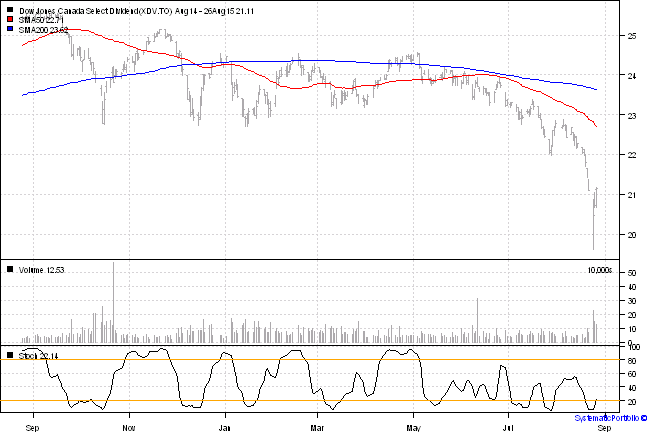 Dow Jones Canada Select Dividend(XDV.TO) Aug14 - 26Aug15 21.11
SMA50 22.71
SMA200 23.62
25
24
23
22
21
20
Volume 12.53
10,000s
50
40
30
20
10
0
Stoch 22.14
100
80
60
40
20
Sep
Nov
Jan
Mar
May
Jul
Sep
SystematicPortfolio ©